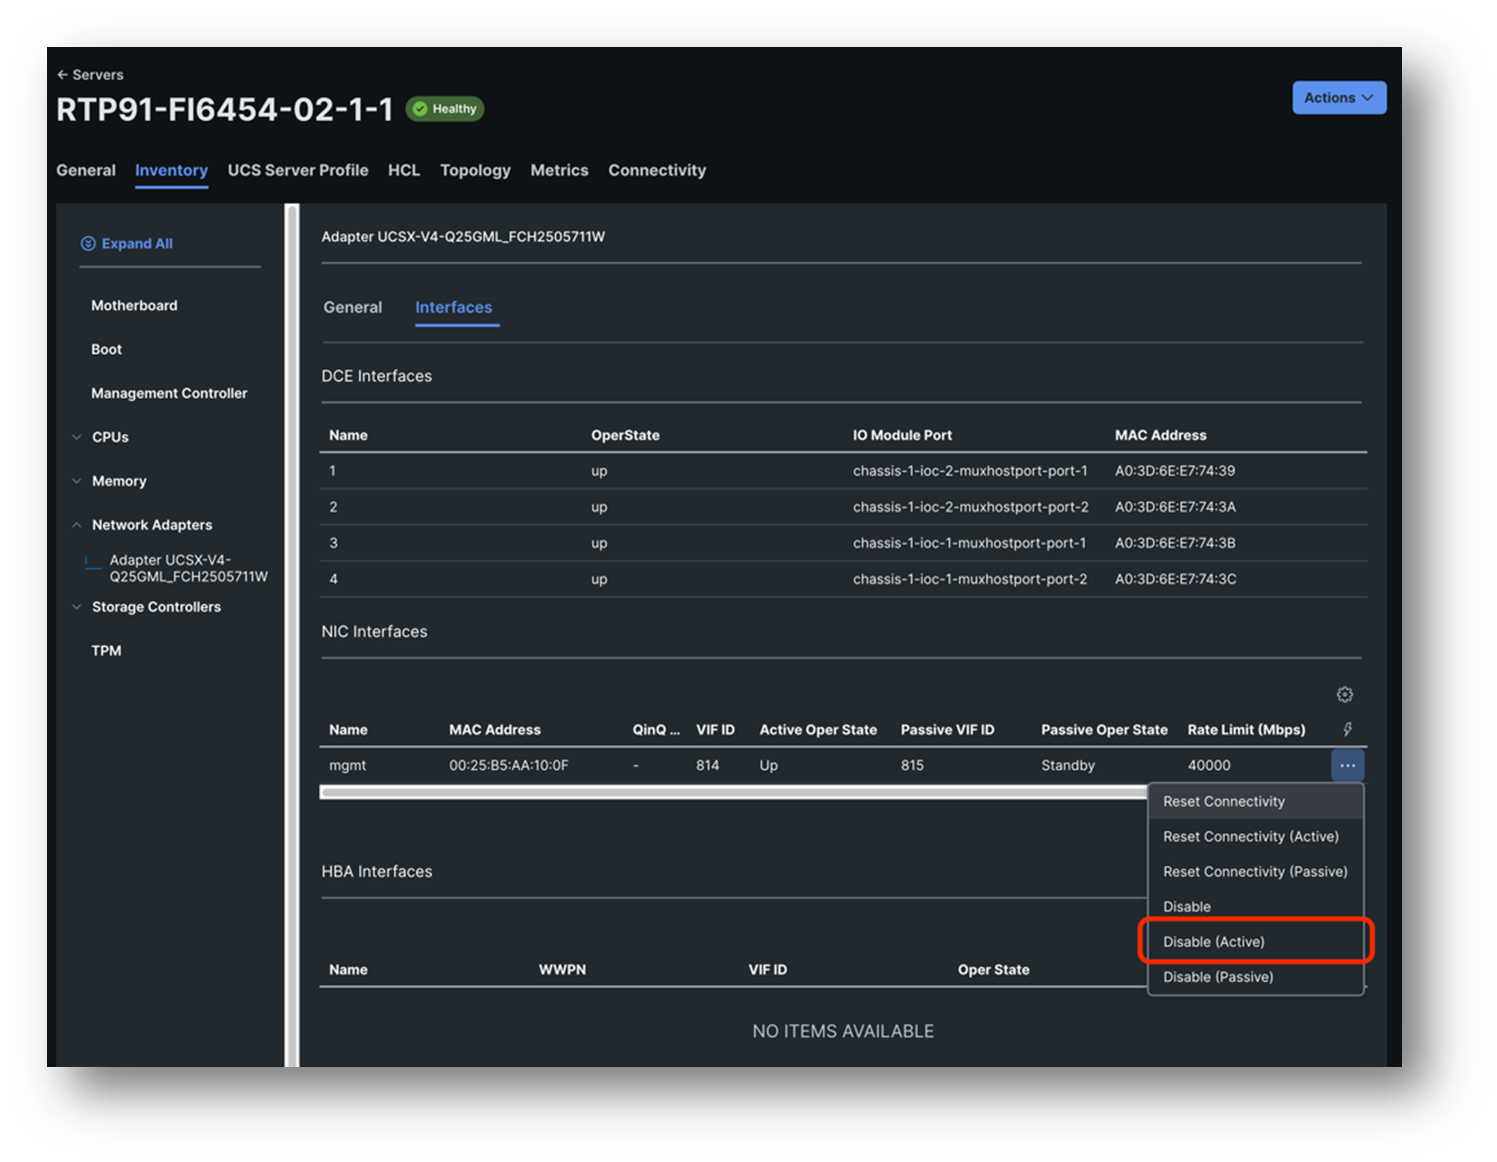 ← Servers
RTP91-FI6454-02-1-1 Healthy
Actions
General Inventory UCS Server Profile HCL Topology Metrics Connectivity
Expand All
Motherboard
Boot
Management Controller
CPUs
Memory
Network Adapters
Adapter UCSX-V4-
Q25GML_FCH2505711W
Storage Controllers
TPM
Adapter UCSX-V4-Q25GML_FCH2505711W
General Interfaces
DCE Interfaces
Name OperState IO Module Port MAC Address
1 up chassis-1-ioc-2-muxhostport-port-1 A0:3D:6E:E7:74:39
2 up chassis-1-ioc-2-muxhostport-port-2 A0:3D:6E:E7:74:3A
3 up chassis-1-ioc-1-muxhostport-port-1 A0:3D:6E:E7:74:3B
4 up chassis-1-ioc-1-muxhostport-port-2 A0:3D:6E:E7:74:3C
NIC Interfaces
Name MAC Address QinQ ... VIF ID Active Oper State Passive VIF ID Passive Oper State Rate Limit (Mbps)
mgmt 00:25:B5:AA:10:0F - 814 Up 815 Standby 40000 ...
Reset Connectivity
Reset Connectivity (Active)
Reset Connectivity (Passive)
Disable
Disable (Active)
Disable (Passive)
HBA Interfaces
Name WWPN VIF ID Oper State
NO ITEMS AVAILABLE